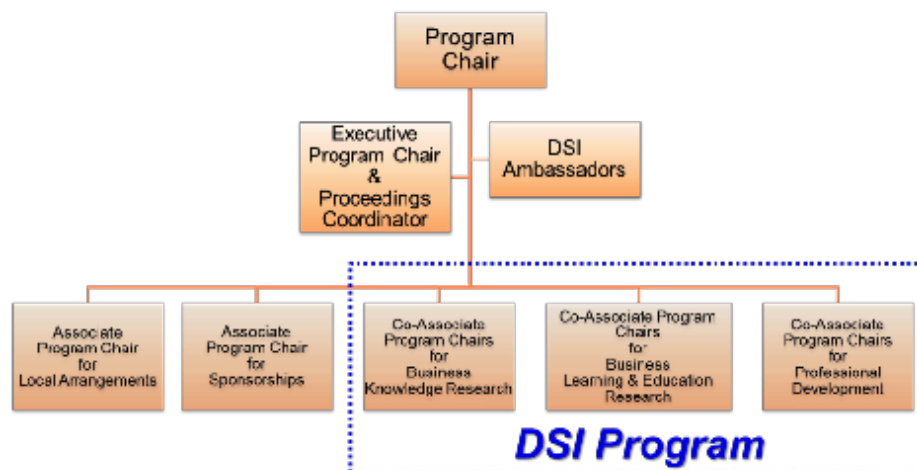 Program
Chair
Executive
Program Chair
&
Proceedings
Coordinator
DSI
Ambassadors
Associate
Program Chair
for
Local Arrangements
Associate
Program Chair
for
Sponsorships
Co-Associate
Program Chairs
for
Business
Knowledge Research
Co-Associate Program
Chairs
for
Business
Learning & Education
Research
Co-Associate
Program Chairs
for
Professional
Development
DSI Program